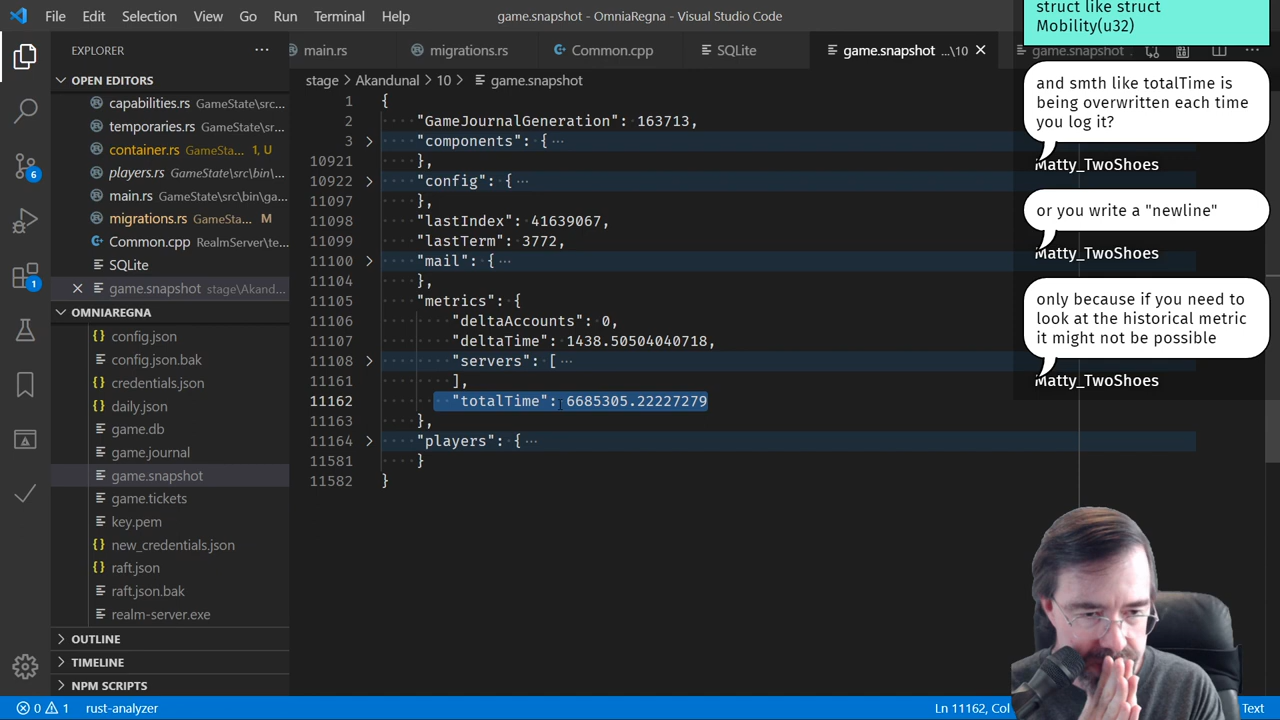 File Edit Selection View Go Run Terminal Help
game.snapshot - OmniaRegna - Visual Studio Code
struct like struct
Mobility(u32)
EXPLORER
OPEN EDITORS
capabilities.rs GameState\src...
temporaries.rs GameState\src...
container.rs GameSta... 1, U
players.rs GameState\src\bin\...
main.rs GameState\src\bin\ga...
migrations.rs GameSta... M
Common.cpp RealmServer\te...
SQLite
game.snapshot stage\Akand...
OMNIAREGNA
config.json
config.json.bak
credentials.json
daily.json
game.db
game.journal
game.snapshot
game.tickets
key.pem
new_credentials.json
raft.json
raft.json.bak
realm-server.exe
OUTLINE
TIMELINE
NPM SCRIPTS
6
1
main.rs
migrations.rs
Common.cpp
SQLite
game.snapshot ...\10
game.snapshot
stage > Akandunal > 10 > game.snapshot
1 {
2 "GameJournalGeneration": 163713,
3 "components": { ...
10921 },
10922 "config": { ...
11097 },
11098 "lastIndex": 41639067,
11099 "lastTerm": 3772,
11100 "mail": { ...
11104 },
11105 "metrics": {
11106 "deltaAccounts": 0,
11107 "deltaTime": 1438.50504040718,
11108 "servers": [ ...
11161 ],
11162 "totalTime": 6685305.22227279
11163 },
11164 "players": { ...
11581 }
11582 }
and smth like totalTime is
being overwritten each time
you log it?
Matty_TwoShoes
or you write a "newline"
Matty_TwoShoes
only because if you need to
look at the historical metric
it might not be possible
Matty_TwoShoes
0 1 rust-analyzer
Ln 11162, Col
Text